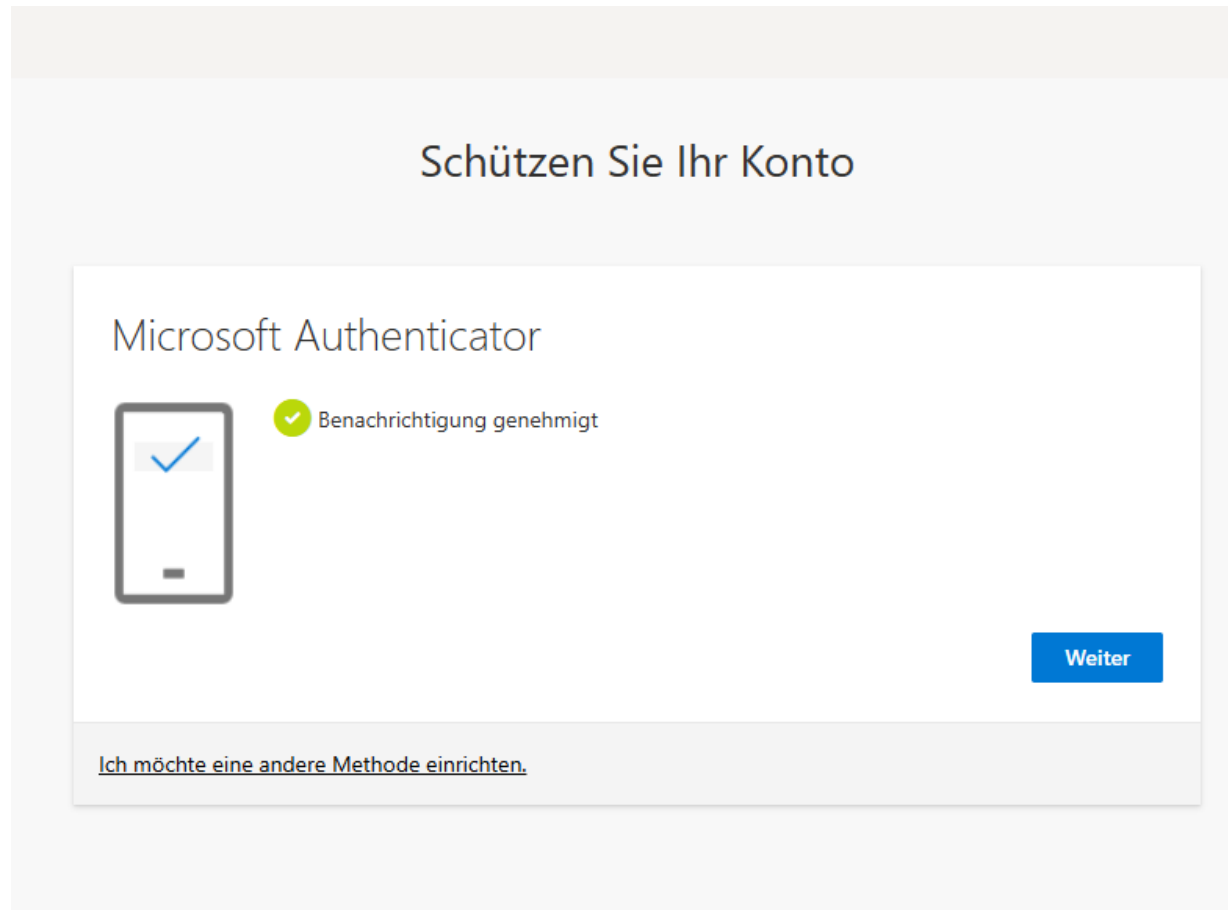 Schützen Sie Ihr Konto
Microsoft Authenticator
Benachrichtigung genehmigt
Weiter
Ich möchte eine andere Methode einrichten.